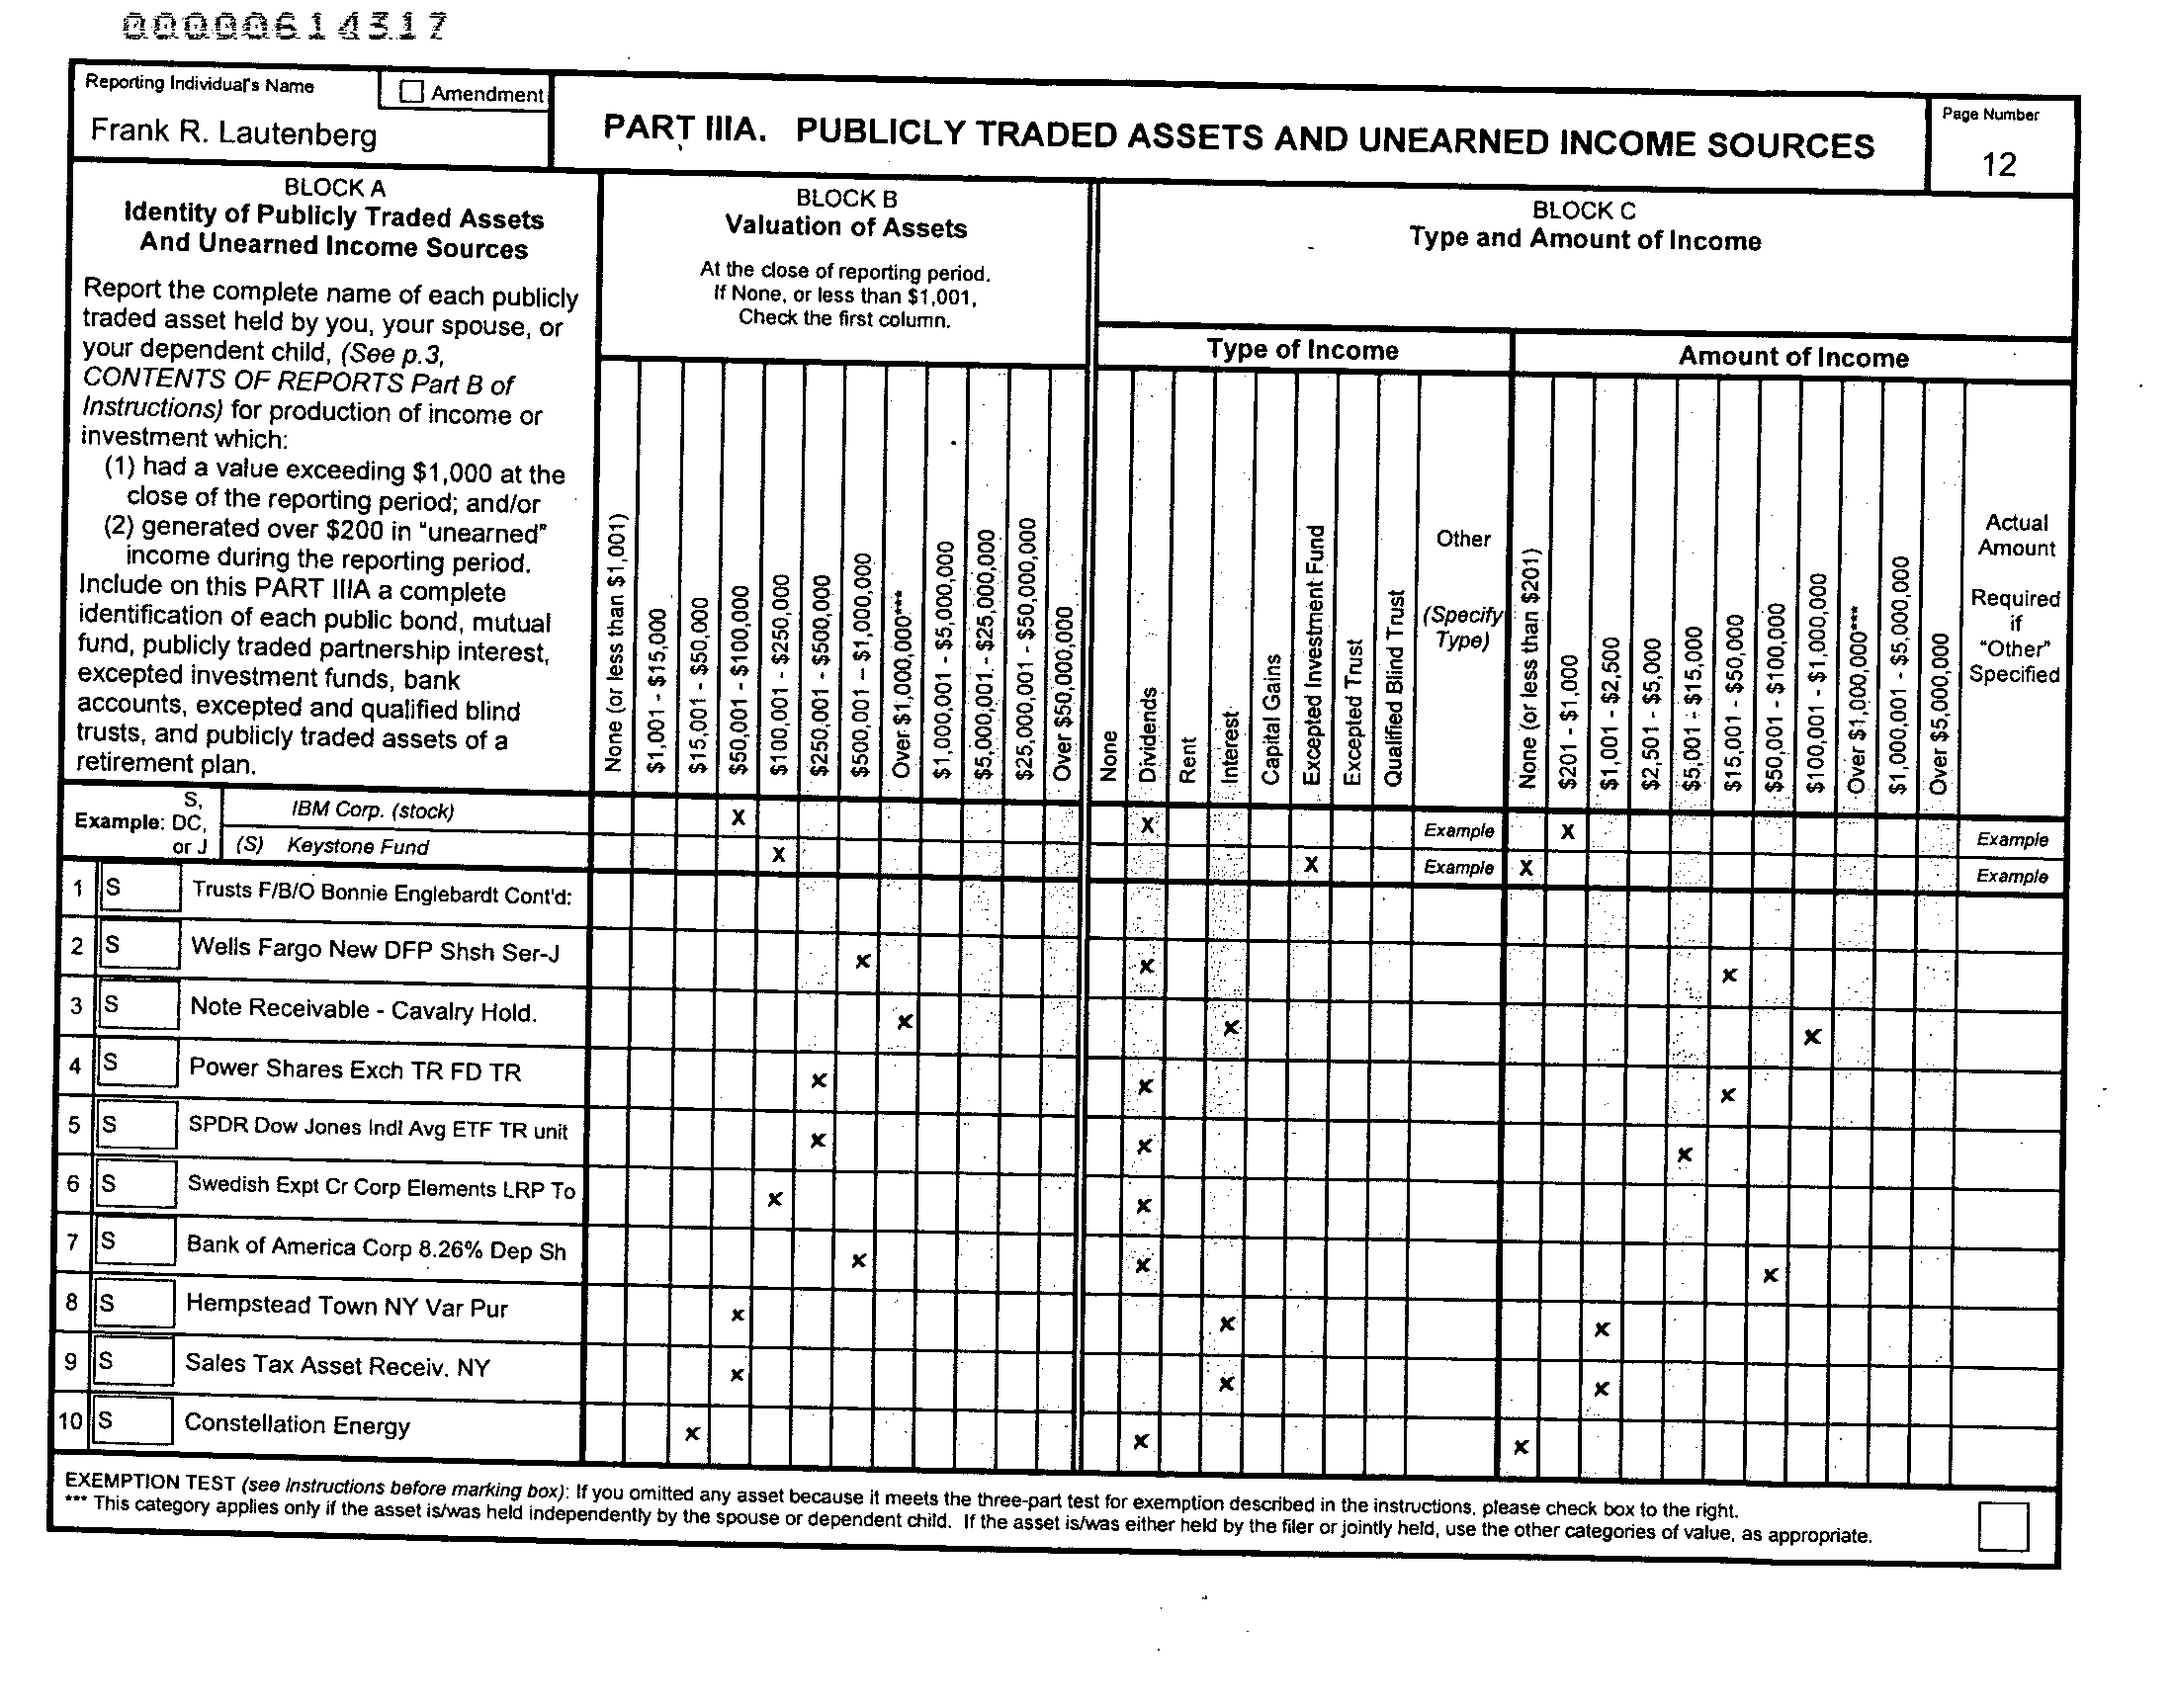 00000614317
Reporting Individual's Name
Amendment
Frank R. Lautenberg
PART IIIA. PUBLICLY TRADED ASSETS AND UNEARNED INCOME SOURCES
Page Number
12
BLOCK A
Identity of Publicly Traded Assets
And Unearned Income Sources
Report the complete name of each publicly
traded asset held by you, your spouse, or
your dependent child, (See p.3,
CONTENTS OF REPORTS Part B of
Instructions) for production of income or
investment which:
(1) had a value exceeding $1,000 at the
close of the reporting period; and/or
(2) generated over $200 in "unearned"
income during the reporting period.
Include on this PART IIIA a complete
identification of each public bond, mutual
fund, publicly traded partnership interest,
excepted investment funds, bank
accounts, excepted and qualified blind
trusts, and publicly traded assets of a
retirement plan.
BLOCK B
Valuation of Assets
At the close of reporting period.
If None, or less than $1,001,
Check the first column.
BLOCK C
Type and Amount of Income
Type of Income
Amount of Income
None (or less than $1,001)
$1,001 - $15,000
$15,001 - $50,000
$50,001 - $100,000
$100,001 - $250,000
$250,001 - $500,000
$500,001 – $1,000,000
Over $1,000,000***
$1,000,001 - $5,000,000
$5,000,001 - $25,000,000
$25,000,001 - $50,000,000
Over $50,000,000
None
Dividends
Rent
Interest
Capital Gains
Excepted Investment Fund
Excepted Trust
Qualified Blind Trust
Other
(Specify
Type)
None (or less than $201)
$201 - $1,000
$1,001 - $2,500
$2,501 - $5,000
$5,001 - $15,000
$15,001 - $50,000
$50,001 - $100,000
$100,001 - $1,000,000
Over $1,000,000***
$1,000,001 - $5,000,000
Over $5,000,000
Actual
Amount
Required
if
"Other"
Specified
Example: S,
DC,
or J
IBM Corp. (stock) X X Example X Example
(S) Keystone Fund X X Example X Example
1 S Trusts F/B/O Bonnie Englebardt Cont'd:
2 S Wells Fargo New DFP Shsh Ser-J x x x
3 S Note Receivable - Cavalry Hold. x x x
4 S Power Shares Exch TR FD TR x x x
5 S SPDR Dow Jones Indl Avg ETF TR unit x x x
6 S Swedish Expt Cr Corp Elements LRP To x x
7 S Bank of America Corp 8.26% Dep Sh x x x
8 S Hempstead Town NY Var Pur x x x
9 S Sales Tax Asset Receiv. NY x x x
10 S Constellation Energy x x x
EXEMPTION TEST (see Instructions before marking box): If you omitted any asset because it meets the three-part test for exemption described in the instructions, please check box to the right.
*** This category applies only if the asset is/was held independently by the spouse or dependent child. If the asset is/was either held by the filer or jointly held, use the other categories of value, as appropriate.